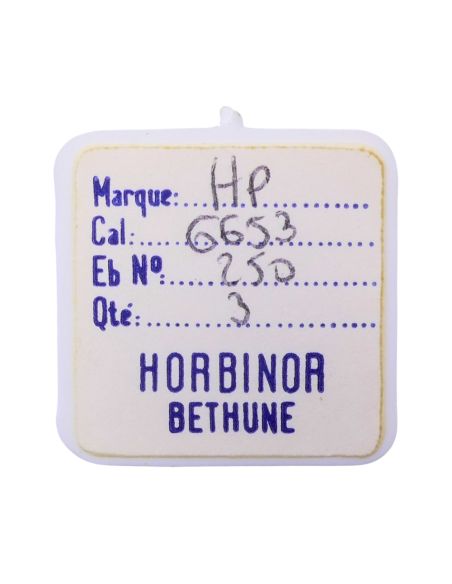 Marque: HP
Cal: 6653
Eb Nº: 250
Qté: 3
HORBINOR
BETHUNE